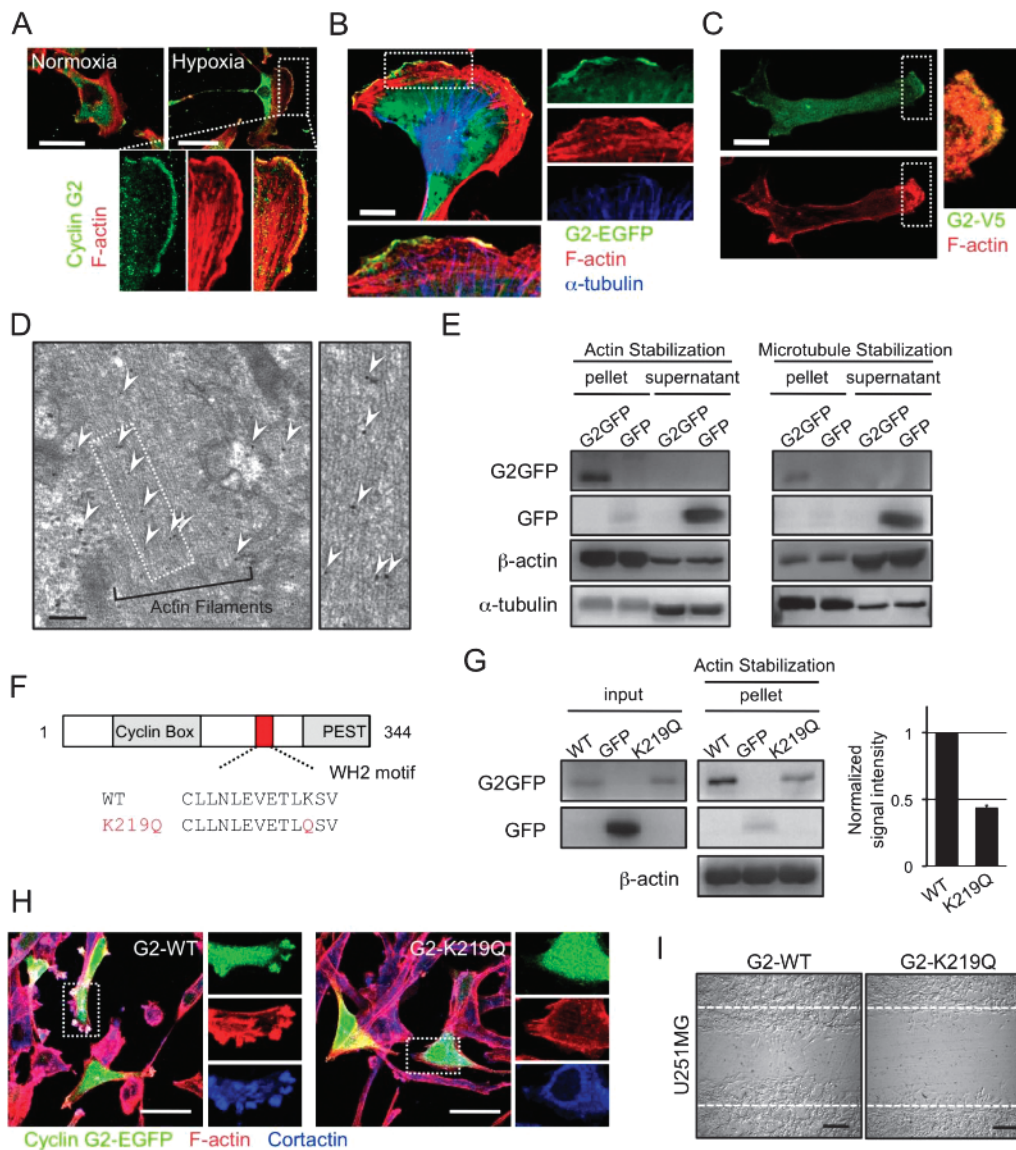 A
Normoxia
Hypoxia
Cyclin G2
F-actin
B
G2-EGFP
F-actin
α-tubulin
C
G2-V5
F-actin
D
Actin Filaments
E
Actin Stabilization
Microtubule Stabilization
pellet supernatant
pellet supernatant
G2GFP GFP G2GFP GFP
G2GFP GFP G2GFP GFP
G2GFP
GFP
β-actin
α-tubulin
F
1
Cyclin Box
PEST
344
WH2 motif
WT CLLNLEVETLKSV
K219Q CLLNLEVETLQSV
G
Actin Stabilization
input
pellet
WT GFP K219Q
WT GFP K219Q
G2GFP
GFP
β-actin
Normalized
signal intensity
1
0.5
0
WT
K219Q
H
G2-WT
G2-K219Q
Cyclin G2-EGFP F-actin Cortactin
I
G2-WT
G2-K219Q
U251MG